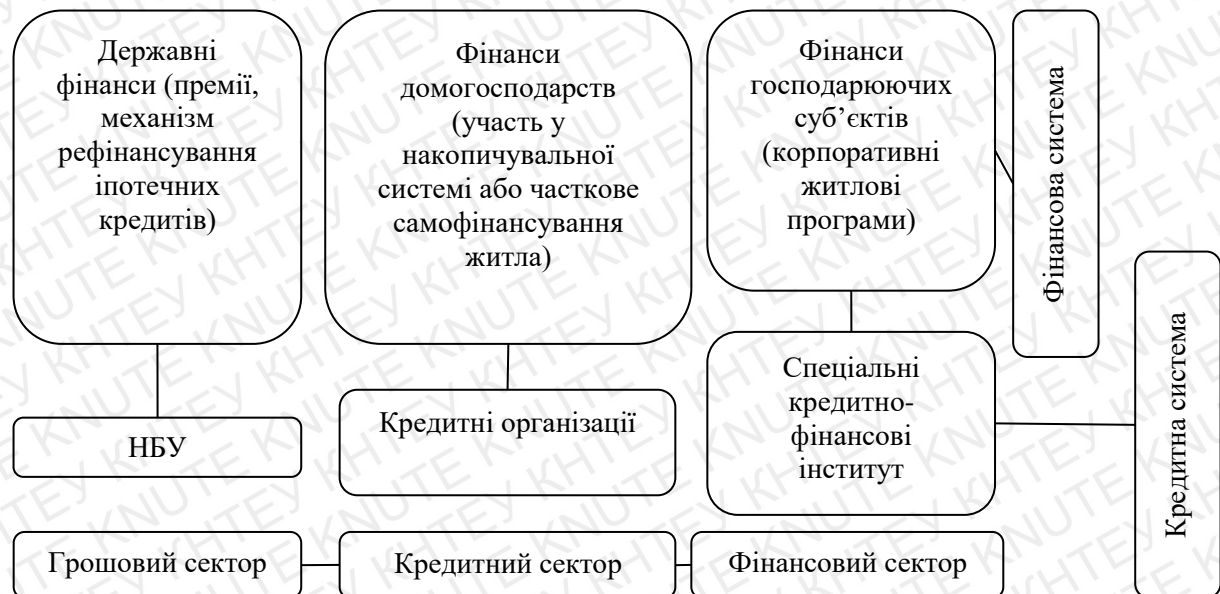 Державні
фінанси (премії,
механізм
рефінансування
іпотечних
кредитів)
Фінанси
домогосподарств
(участь у
накопичувальної
системі або часткове
самофінансування
житла)
Фінанси
господарюючих
суб’єктів
(корпоративні
житлові
програми)
Фінансова система
НБУ
Кредитні організації
Спеціальні
кредитно-
фінансові
інститут
Кредитна система
Грошовий сектор
Кредитний сектор
Фінансовий сектор